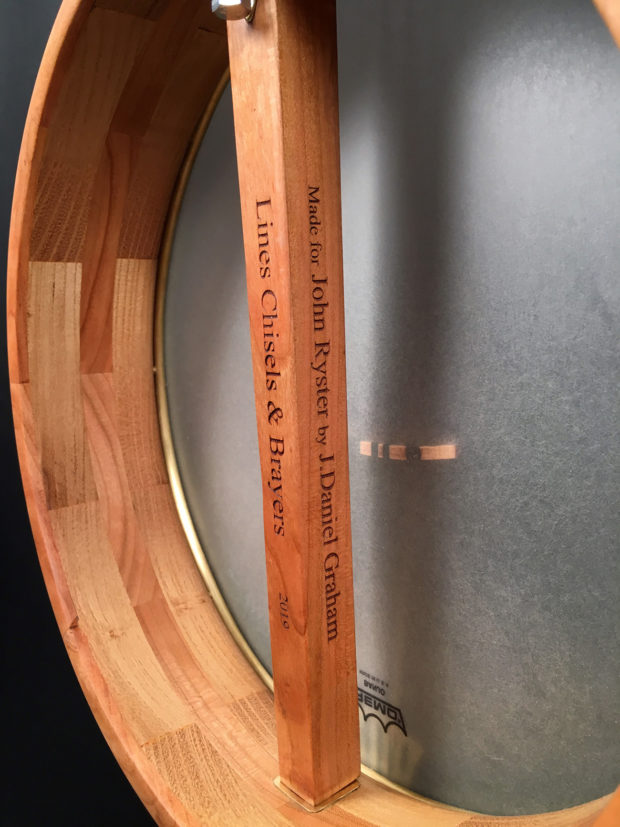 Lines Chisels & Brayers
2019
Made for John Ryster by J.Daniel Graham